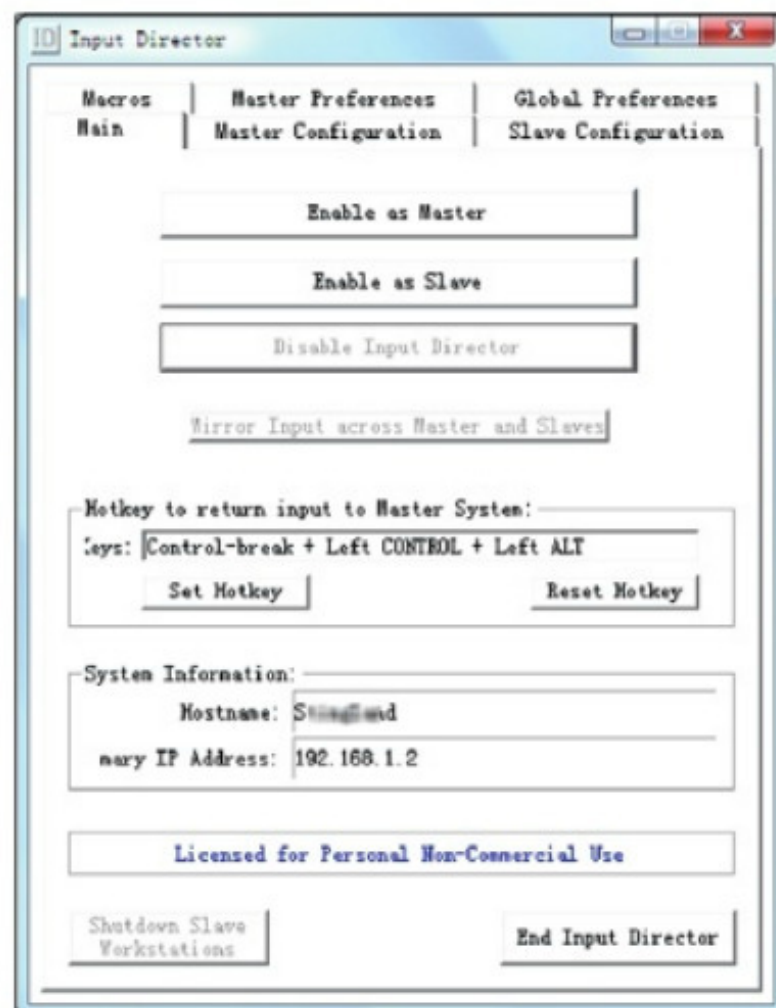 ID Input Director
Macros Master Preferences Global Preferences
Main Master Configuration Slave Configuration
Enable as Master
Enable as Slave
Disable Input Director
Mirror Input across Master and Slaves
Hotkey to return input to Master System:
Keys: Control-break + Left CONTROL + Left ALT
Set Hotkey Reset Hotkey
System Information:
Hostname:
mary IP Address: 192.168.1.2
Licensed for Personal Non-Commercial Use
Shutdown Slave
Workstations
End Input Director